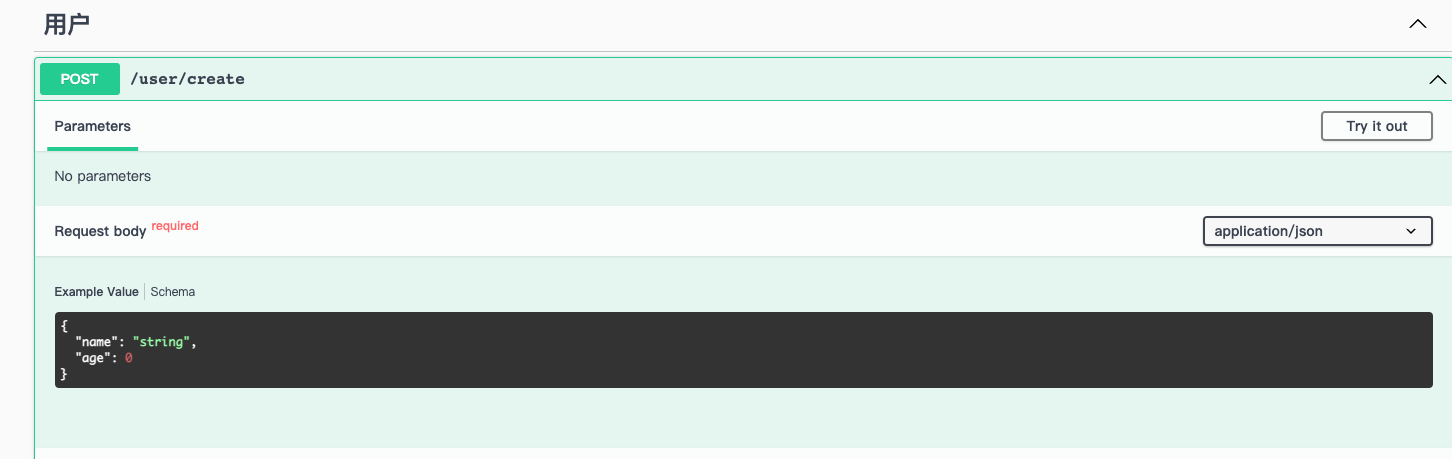 用户
POST /user/create
Parameters Try it out
No parameters
Request body required application/json
Example Value Schema
{
"name": "string",
"age": 0
}